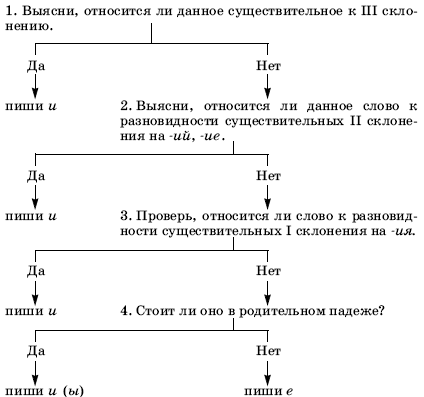 1. Выясни, относится ли данное существительное к III скло-
нению.
Да
Нет
пиши и
2. Выясни, относится ли данное слово к
разновидности существительных II склоне-
ния на -ий, -ие.
Да
Нет
пиши и
3. Проверь, относится ли слово к разновид-
ности существительных I склонения на -ия.
Да
Нет
пиши и
4. Стоит ли оно в родительном падеже?
Да
Нет
пиши и (ы)
пиши е